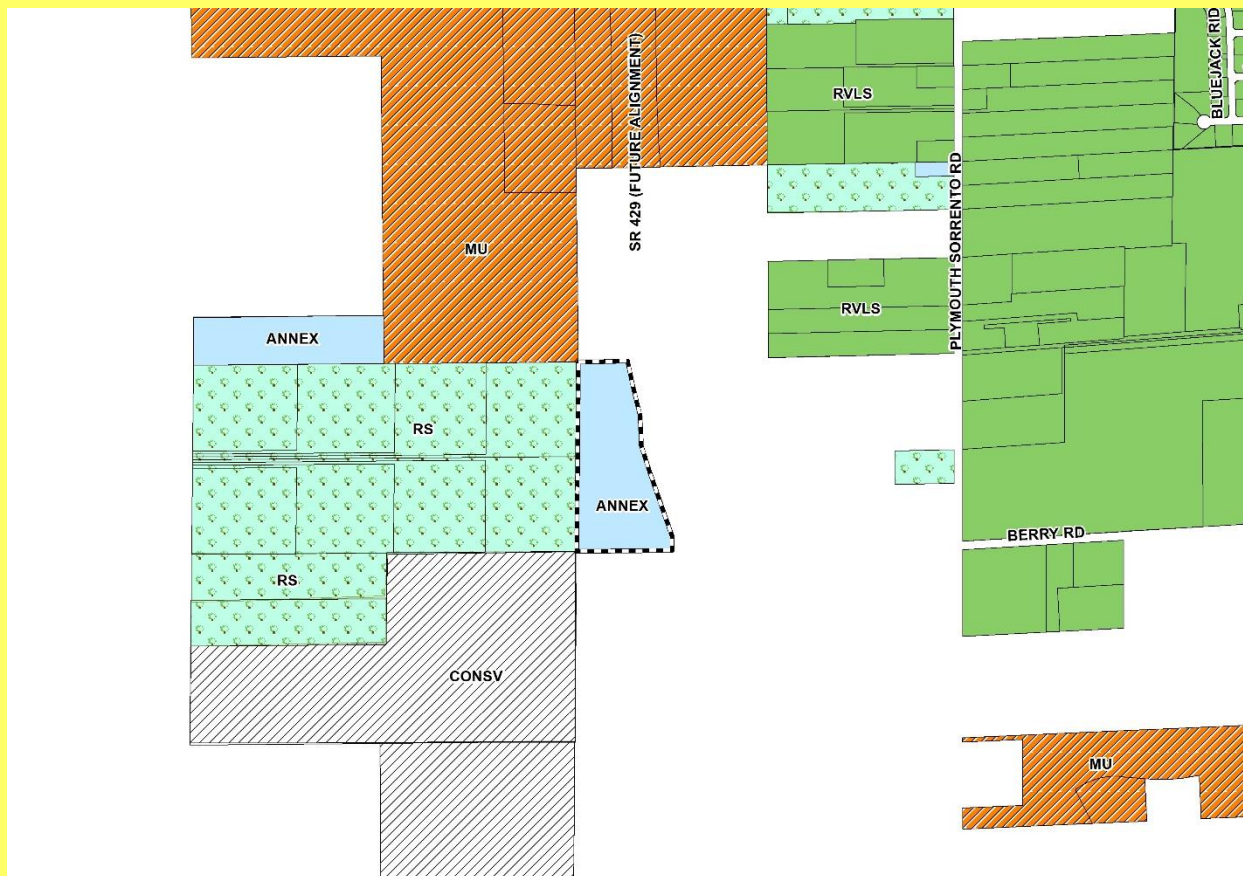 BLUEJACK RID
SR 429 (FUTURE ALIGNMENT)
RVLS
PLYMOUTH SORRENTO RD
MU
RVLS
ANNEX
RS
ANNEX
BERRY RD
RS
CONSV
MU